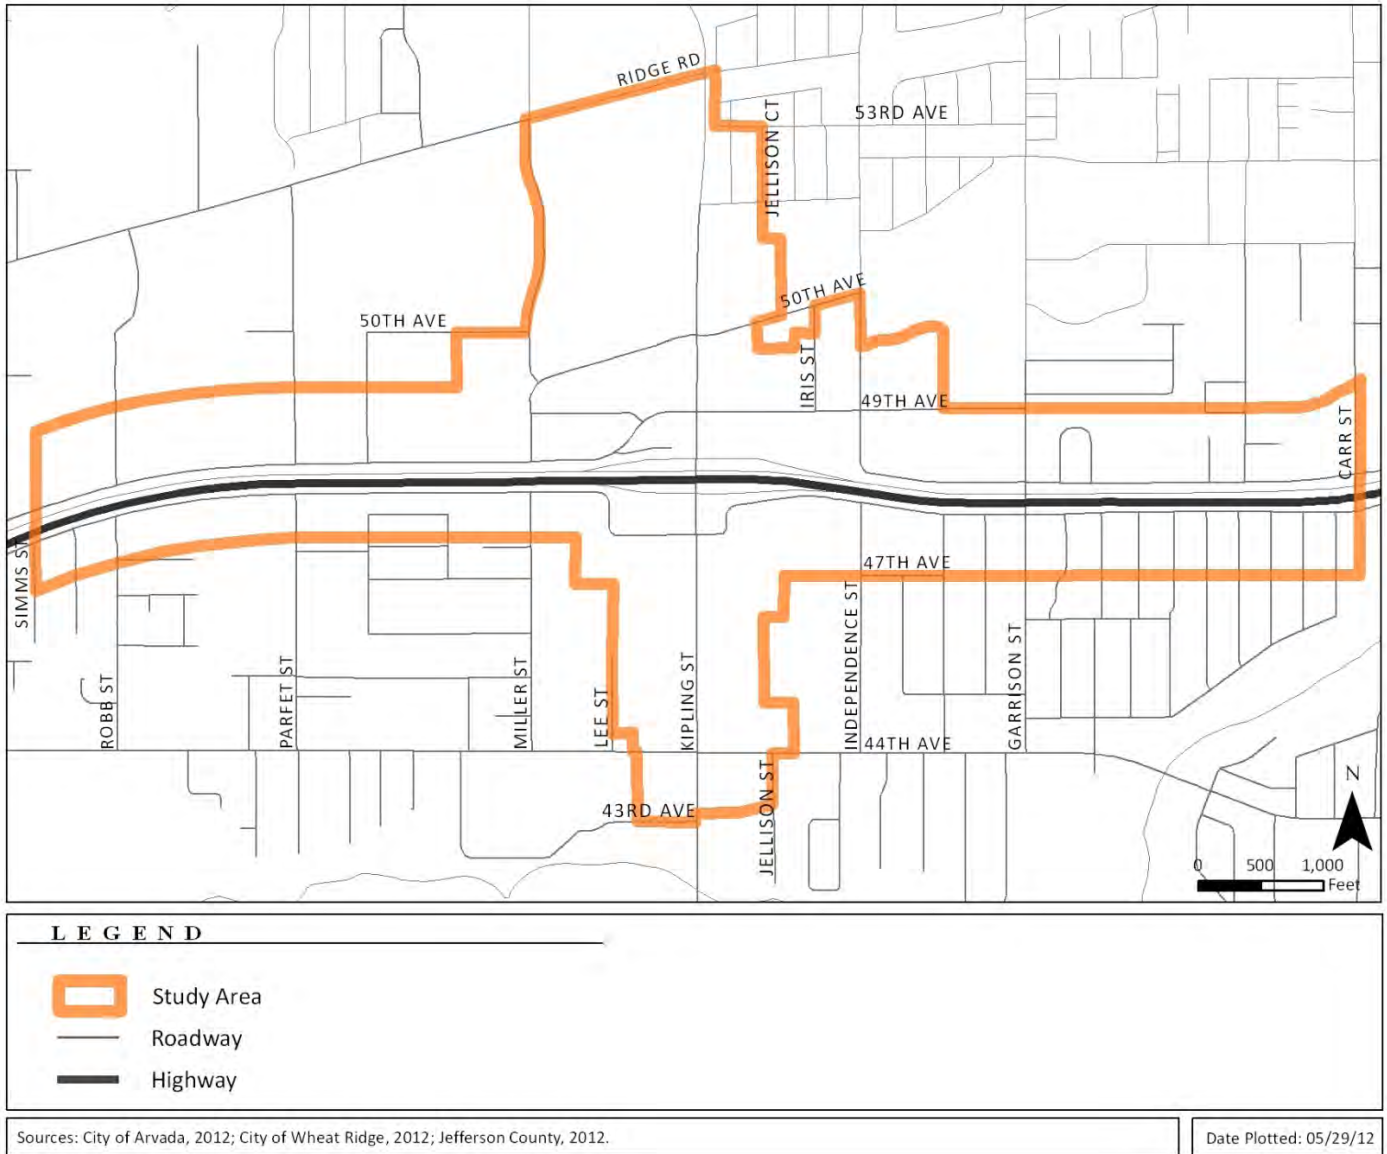 RIDGE RD
53RD AVE
JELLISON CT
50TH AVE
50TH AVE
IRIS ST
49TH AVE
CARR ST
SIMMS ST
47TH AVE
ROBB ST
PARFET ST
MILLER ST
LEE ST
KIPLING ST
INDEPENDENCE ST
GARRISON ST
44TH AVE
43RD AVE
JELLISON ST
N
0 500 1,000
Feet
LEGEND
Study Area
Roadway
Highway
Sources: City of Arvada, 2012; City of Wheat Ridge, 2012; Jefferson County, 2012.
Date Plotted: 05/29/12